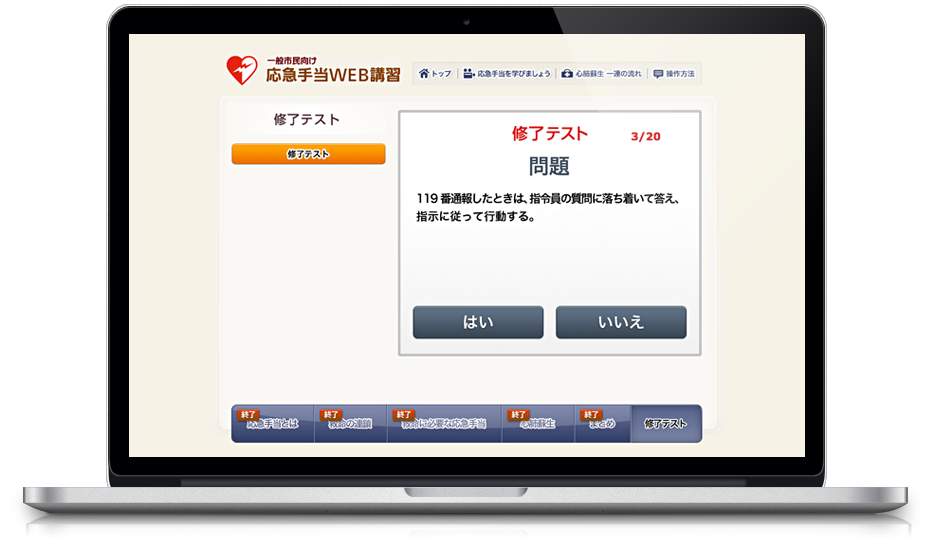 一般市民向け
応急手当WEB講習
トップ
応急手当を学びましょう
心肺蘇生 一連の流れ
操作方法
修了テスト
修了テスト
修了テスト
3/20
問題
119番通報したときは、指令員の質問に落ち着いて答え、
指示に従って行動する。
はい
いいえ
終了
応急手当とは
終了
救命の連鎖
終了
救命に必要な応急手当
終了
心肺蘇生
終了
まとめ
修了テスト